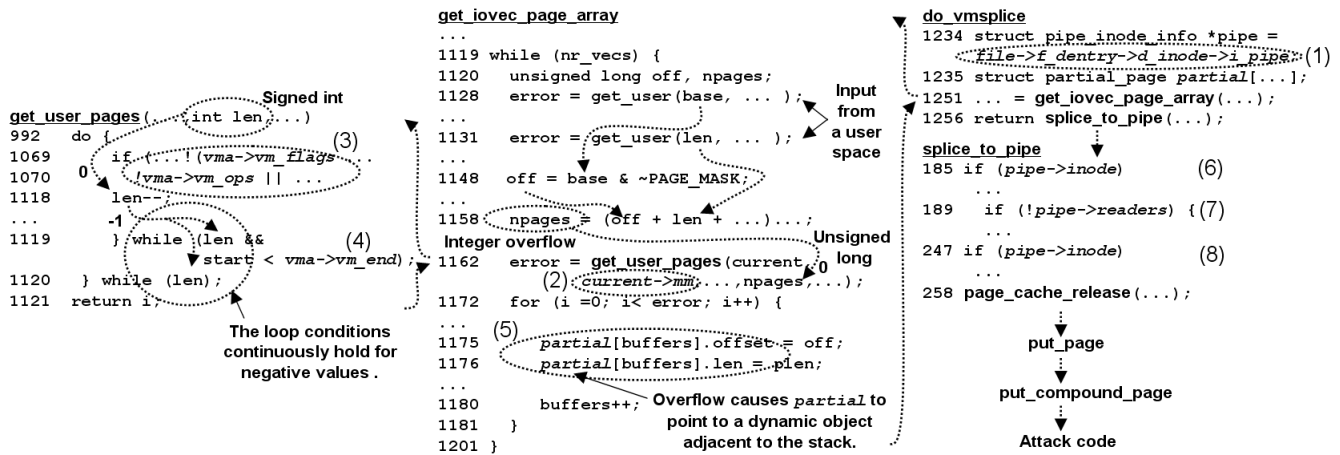 get_user_pages(... int len, ...)
Signed int
992 do {
(3)
1069 if (...!(vma->vm_flags ..
1070 !vma->vm_ops || ...
0
1118 len--;
...
-1
1119 } while (len &&
(4)
start < vma->vm_end);
1120 } while (len);
1121 return i;
The loop conditions
continuously hold for
negative values .
get_iovec_page_array
...
1119 while (nr_vecs) {
1120 unsigned long off, npages;
1128 error = get_user(base, ... );
...
1131 error = get_user(len, ... );
Input
from
a user
space
...
1148 off = base & ~PAGE_MASK;
...
1158 npages = (off + len + ...)...;
Integer overflow
Unsigned
long
1162 error = get_user_pages(current,
0
(2) current->mm, ...,npages,...);
1172 for (i =0; i< error; i++) {
...
(5)
1175 partial[buffers].offset = off;
1176 partial[buffers].len = plen;
...
1180 buffers++;
Overflow causes partial to
point to a dynamic object
adjacent to the stack.
1181 }
1201 }
do_vmsplice
1234 struct pipe_inode_info *pipe =
file->f_dentry->d_inode->i_pipe;
(1)
1235 struct partial_page partial[...];
1251 ... = get_iovec_page_array(...);
1256 return splice_to_pipe(...);
splice_to_pipe
185 if (pipe->inode) (6)
...
189 if (!pipe->readers) { (7)
...
247 if (pipe->inode) (8)
...
258 page_cache_release(...);
put_page
put_compound_page
Attack code